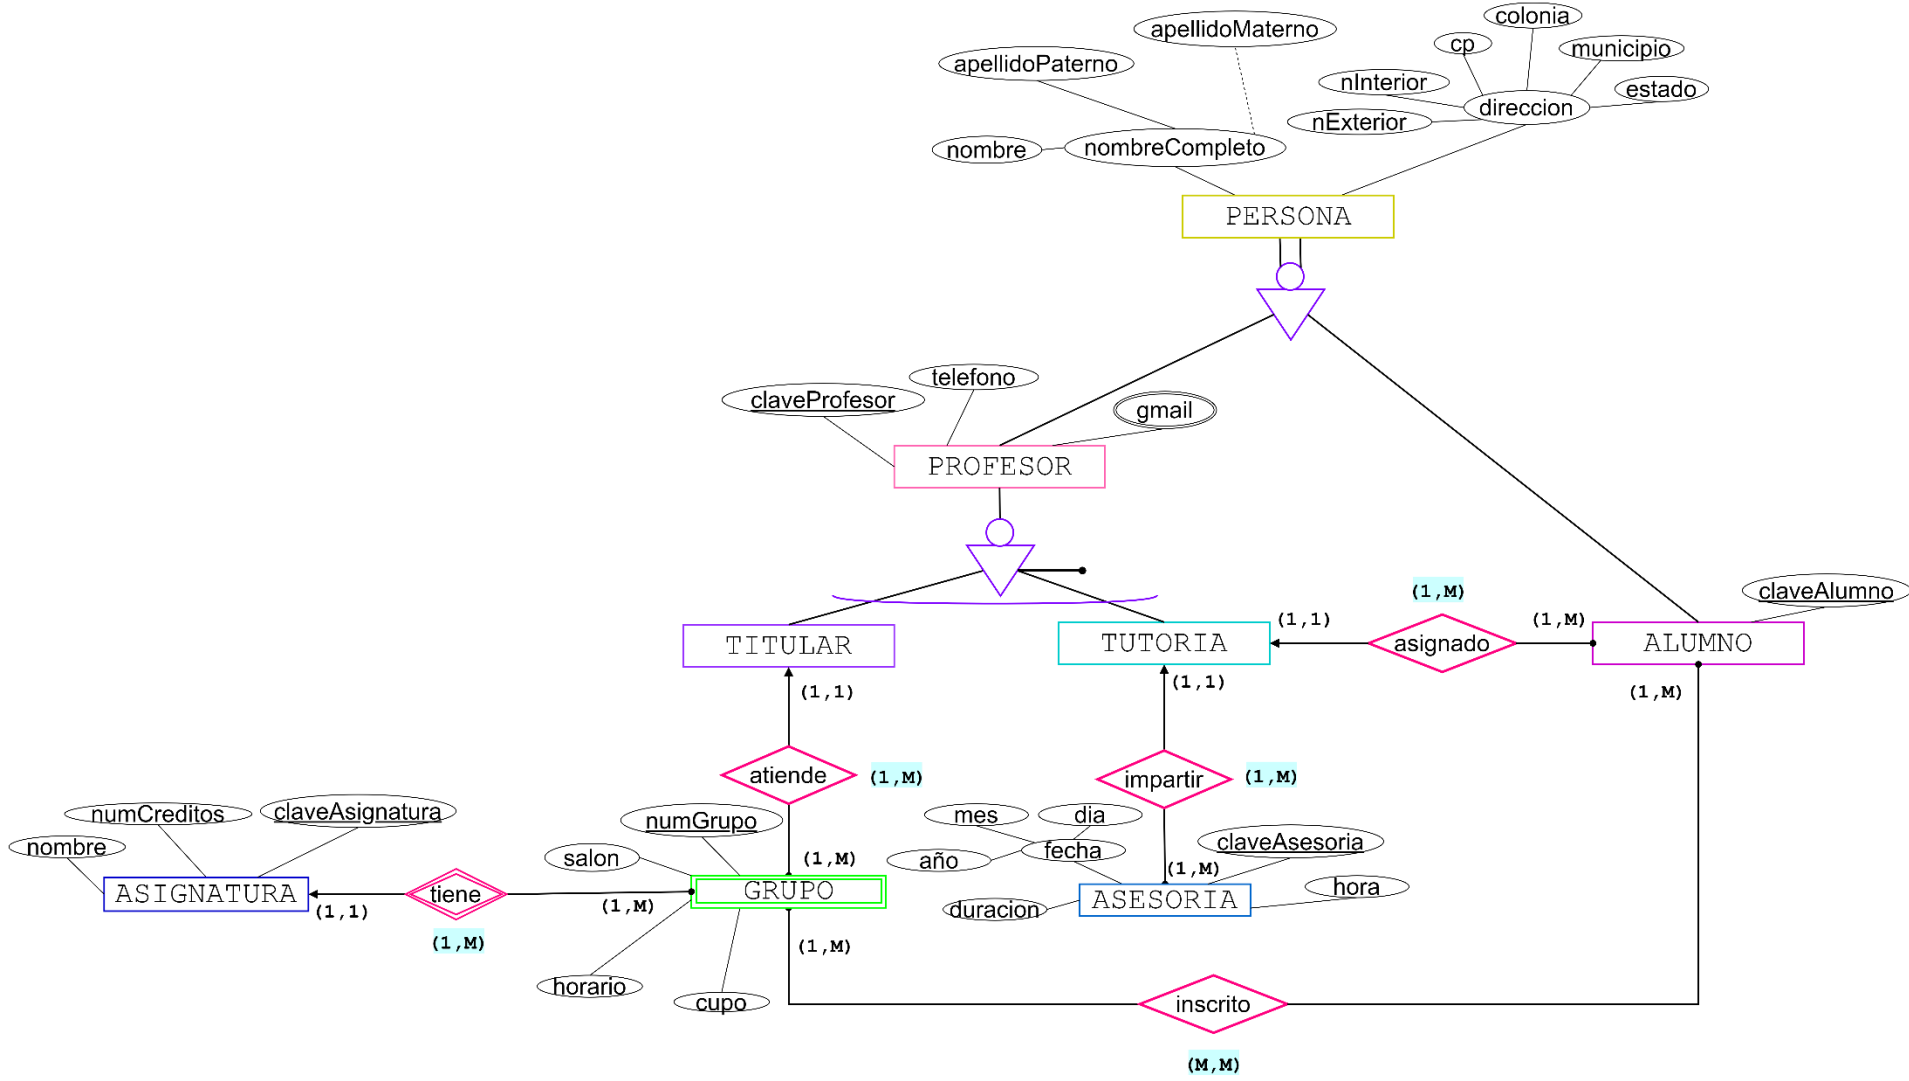 colonia
apellidoMaterno
cp
municipio
apellidoPaterno
nInterior
estado
direccion
nExterior
nombre
nombreCompleto
PERSONA
telefono
claveProfesor
gmail
PROFESOR
(1,M)
claveAlumno
(1,1)
(1,M)
TITULAR
TUTORIA
asignado
ALUMNO
(1,1)
(1,1)
(1,M)
atiende
(1,M)
impartir
(1,M)
numCreditos
claveAsignatura
numGrupo
mes
dia
nombre
salon
(1,M)
año
fecha
claveAsesoria
(1,M)
ASIGNATURA
tiene
GRUPO
hora
(1,1)
(1,M)
duracion
ASESORIA
(1,M)
(1,M)
horario
cupo
inscrito
(M,M)